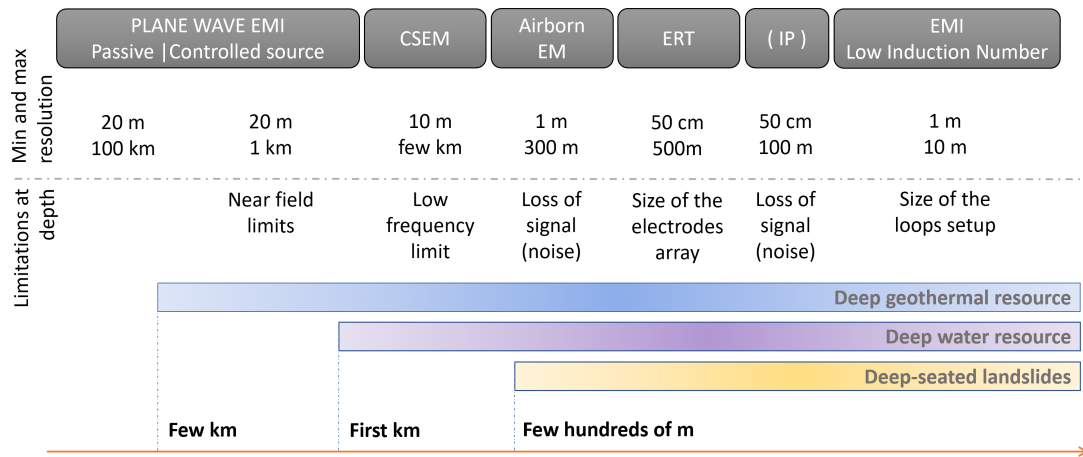 PLANE WAVE EMI
Passive |Controlled source
CSEM
Airborn
EM
ERT
( IP )
EMI
Low Induction Number
Min and max
resolution
20 m
100 km
20 m
1 km
10 m
few km
1 m
300 m
50 cm
500m
50 cm
100 m
1 m
10 m
Limitations at
depth
Near field
limits
Low
frequency
limit
Loss of
signal
(noise)
Size of the
electrodes
array
Loss of
signal
(noise)
Size of the
loops setup
Deep geothermal resource
Deep water resource
Deep-seated landslides
Few km
First km
Few hundreds of m